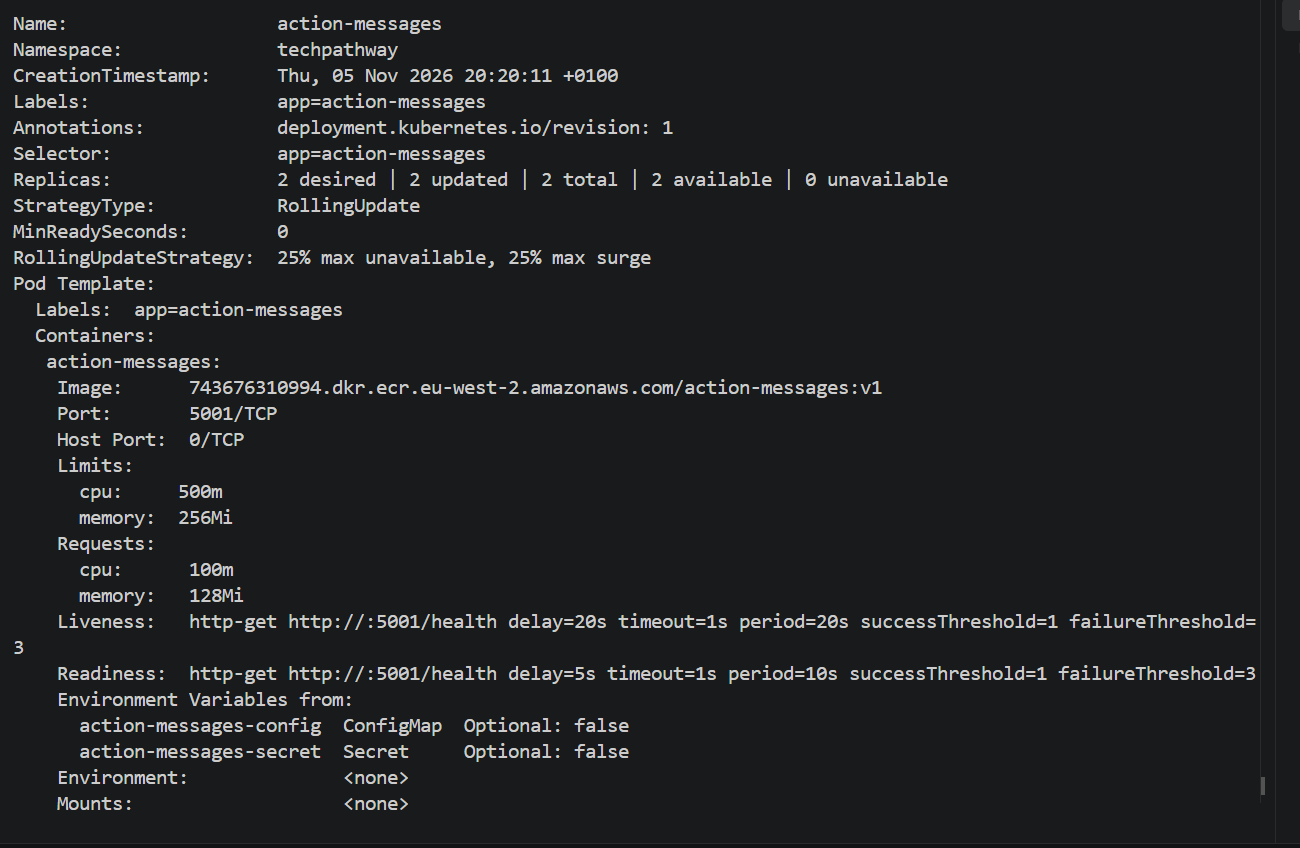 Name:                   action-messages
Namespace:              techpathway
CreationTimestamp:      Thu, 05 Nov 2026 20:20:11 +0100
Labels:                 app=action-messages
Annotations:            deployment.kubernetes.io/revision: 1
Selector:               app=action-messages
Replicas:               2 desired | 2 updated | 2 total | 2 available | 0 unavailable
StrategyType:           RollingUpdate
MinReadySeconds:        0
RollingUpdateStrategy:  25% max unavailable, 25% max surge
Pod Template:
  Labels:  app=action-messages
  Containers:
   action-messages:
    Image:      743676310994.dkr.ecr.eu-west-2.amazonaws.com/action-messages:v1
    Port:       5001/TCP
    Host Port:  0/TCP
    Limits:
      cpu:     500m
      memory:  256Mi
    Requests:
      cpu:      100m
      memory:   128Mi
    Liveness:   http-get http://:5001/health delay=20s timeout=1s period=20s successThreshold=1 failureThreshold=
3
    Readiness:  http-get http://:5001/health delay=5s timeout=1s period=10s successThreshold=1 failureThreshold=3
    Environment Variables from:
      action-messages-config  ConfigMap  Optional: false
      action-messages-secret  Secret     Optional: false
    Environment:              <none>
    Mounts:                   <none>